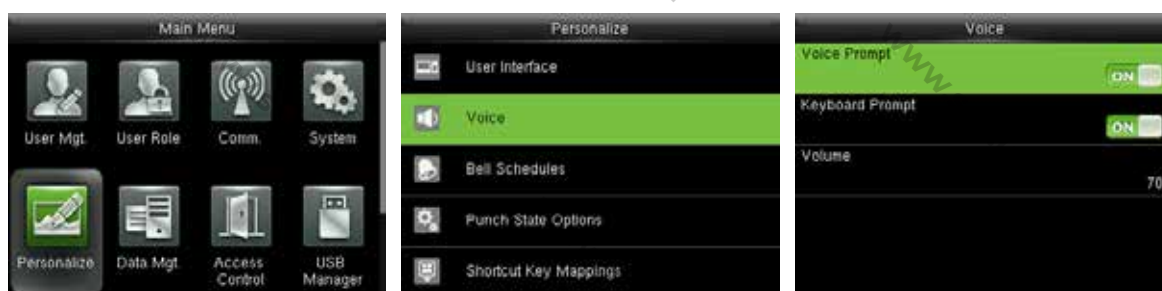 Main Menu
User Mgt.
User Role
Comm.
System
Personalize
Data Mgt.
Access
Control
USB
Manager
Personalize
User Interface
Voice
Bell Schedules
Punch State Options
Shortcut Key Mappings
Voice
Voice Prompt
ON
Keyboard Prompt
ON
Volume
70
www